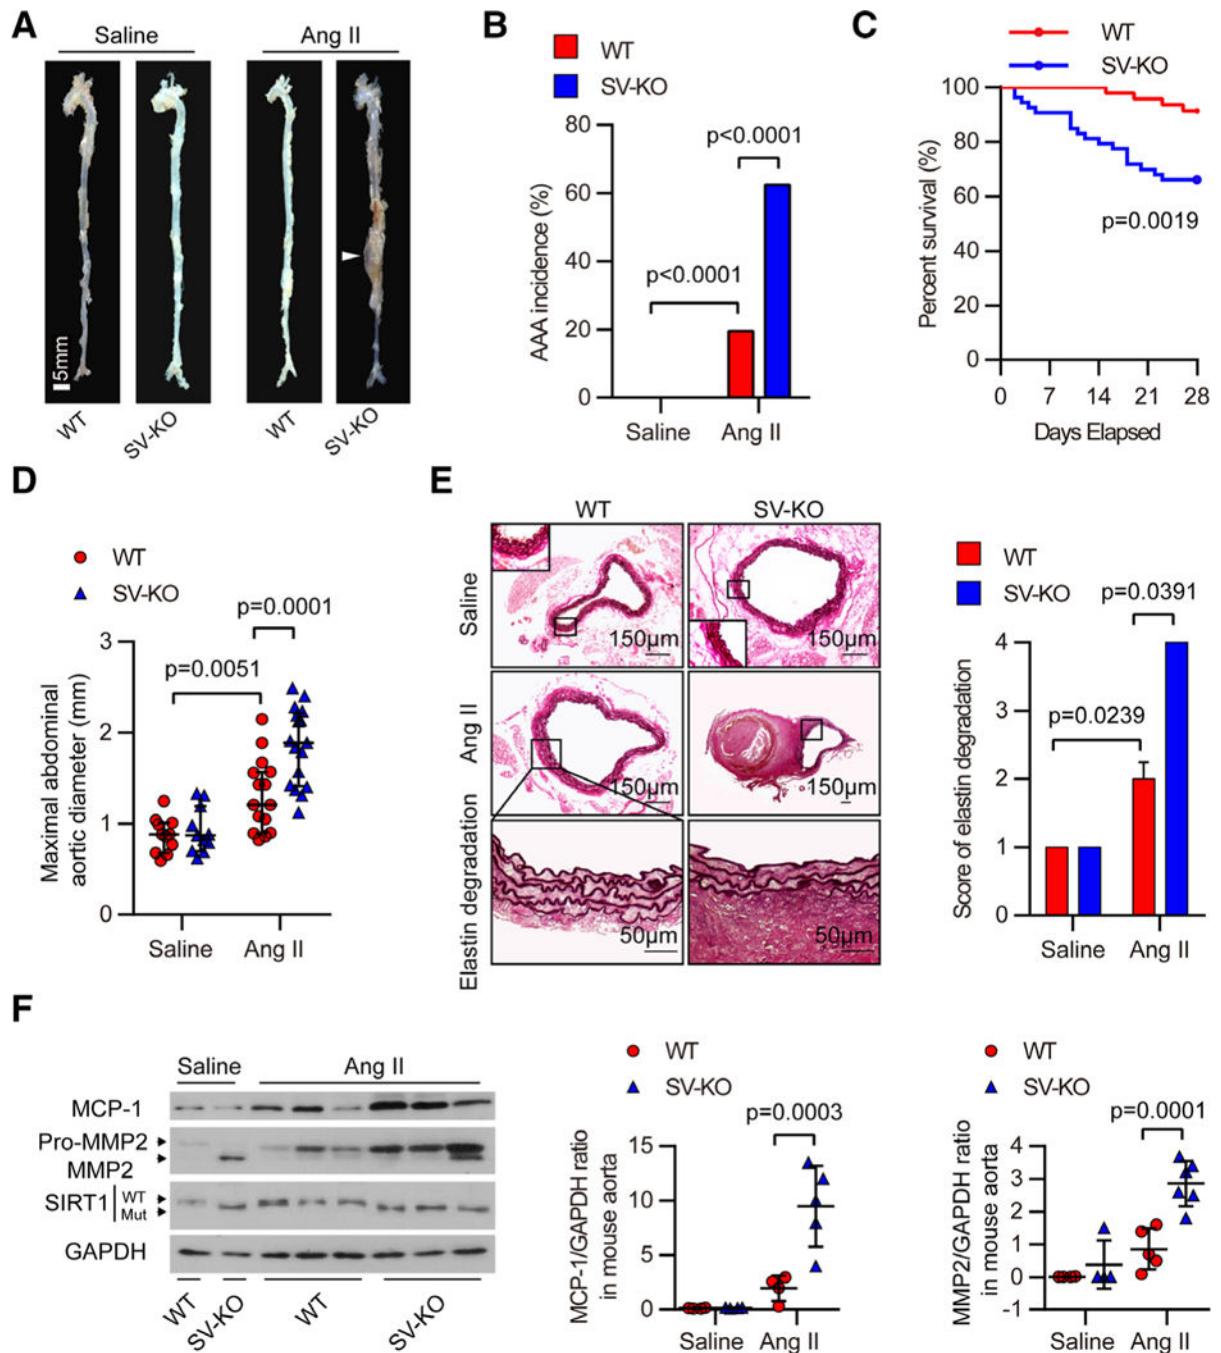 A
Saline
Ang II
5mm
WT
SV-KO
WT
SV-KO
B
WT
SV-KO
AAA incidence (%)
80
60
40
20
0
p<0.0001
p<0.0001
Saline
Ang II
C
WT
SV-KO
Percent survival (%)
100
80
60
40
20
0
p=0.0019
0 7 14 21 28
Days Elapsed
D
WT
SV-KO
Maximal abdominal
aortic diameter (mm)
3
2
1
0
p=0.0051
p=0.0001
Saline
Ang II
E
WT
SV-KO
Saline
150µm
150µm
Ang II
150µm
150µm
Elastin degradation
50µm
50µm
WT
SV-KO
Score of elastin degradation
4
3
2
1
0
p=0.0239
p=0.0391
Saline
Ang II
F
Saline
Ang II
MCP-1
Pro-MMP2
MMP2
SIRT1
WT
Mut
GAPDH
WT
SV-KO
WT
SV-KO
WT
SV-KO
MCP-1/GAPDH ratio
in mouse aorta
15
10
5
0
p=0.0003
Saline
Ang II
WT
SV-KO
MMP2/GAPDH ratio
in mouse aorta
4
3
2
1
0
-1
p=0.0001
Saline
Ang II